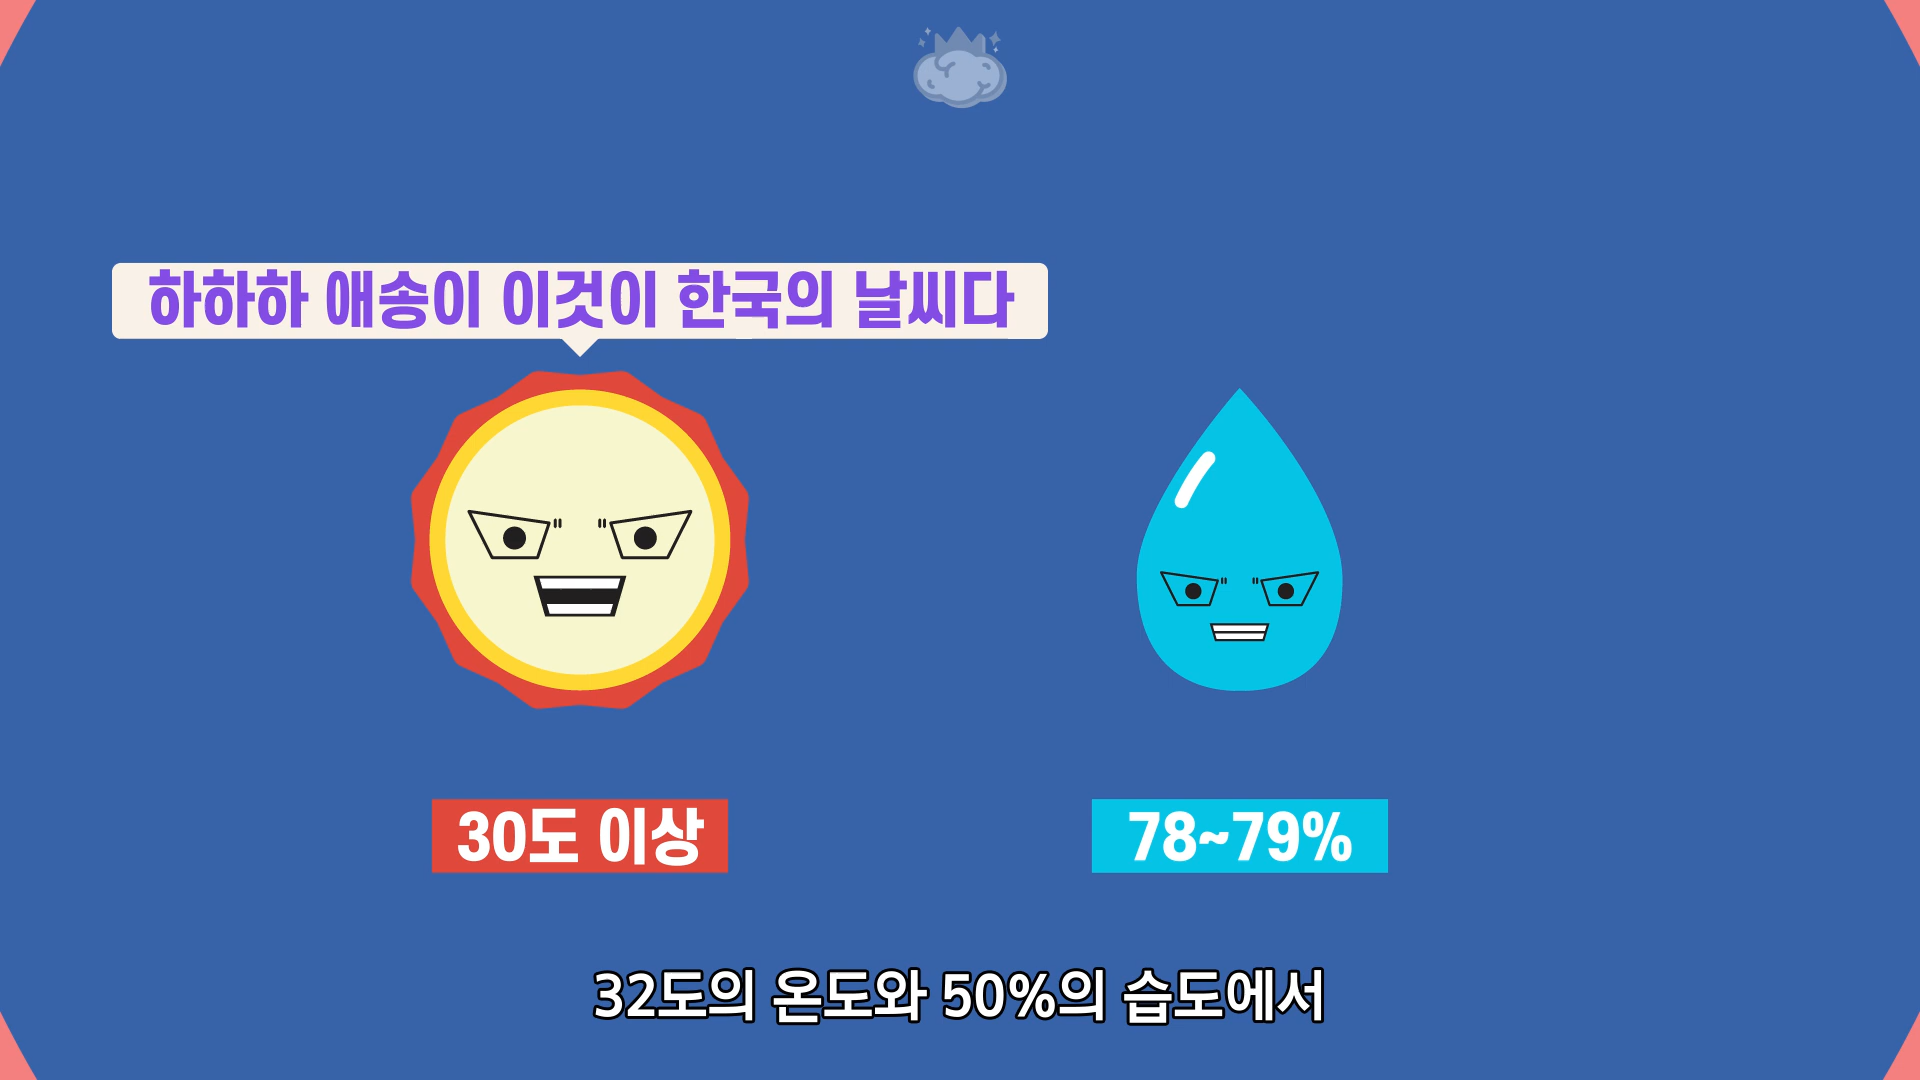 하하하 애송이 이것이 한국의 날씨다
30도 이상
78~79%
32도의 온도와 50%의 습도에서